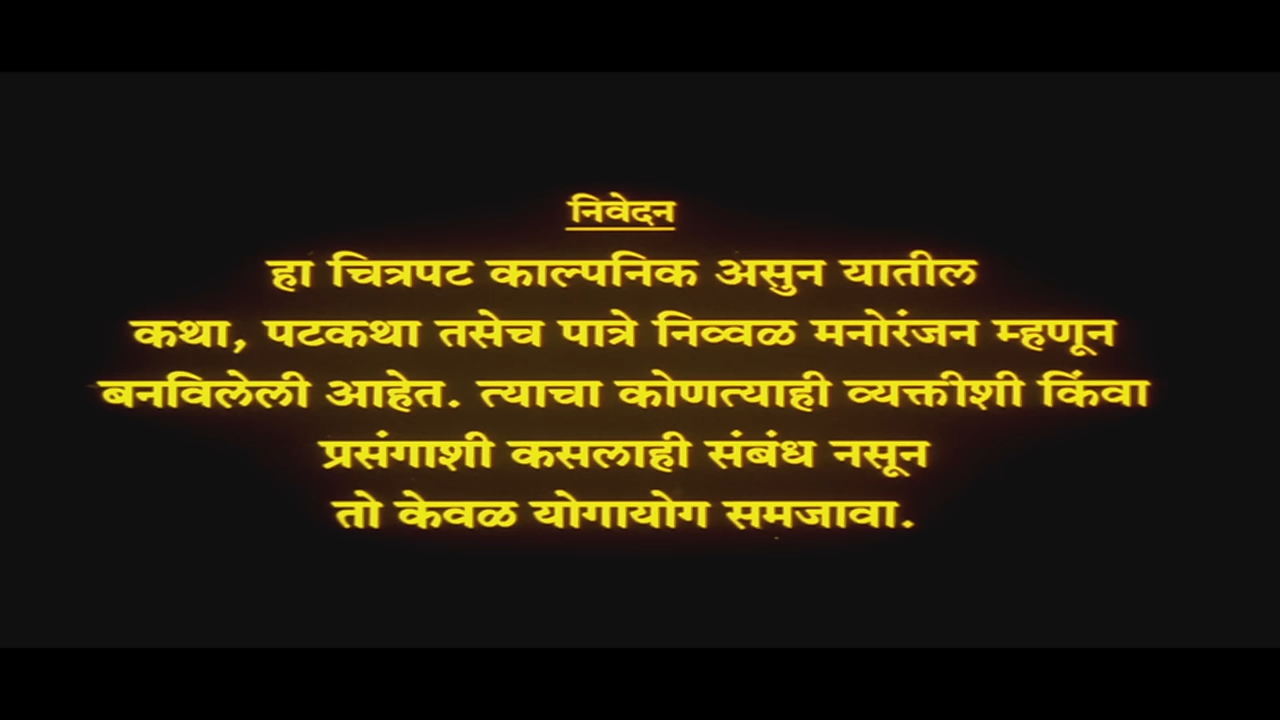 निवेदन
हा चित्रपट काल्पनिक असुन यातील
कथा, पटकथा तसेच पात्रे निव्वळ मनोरंजन म्हणून
बनविलेली आहेत. त्याचा कोणत्याही व्यक्तीशी किंवा
प्रसंगाशी कसलाही संबंध नसून
तो केवळ योगायोग समजावा.